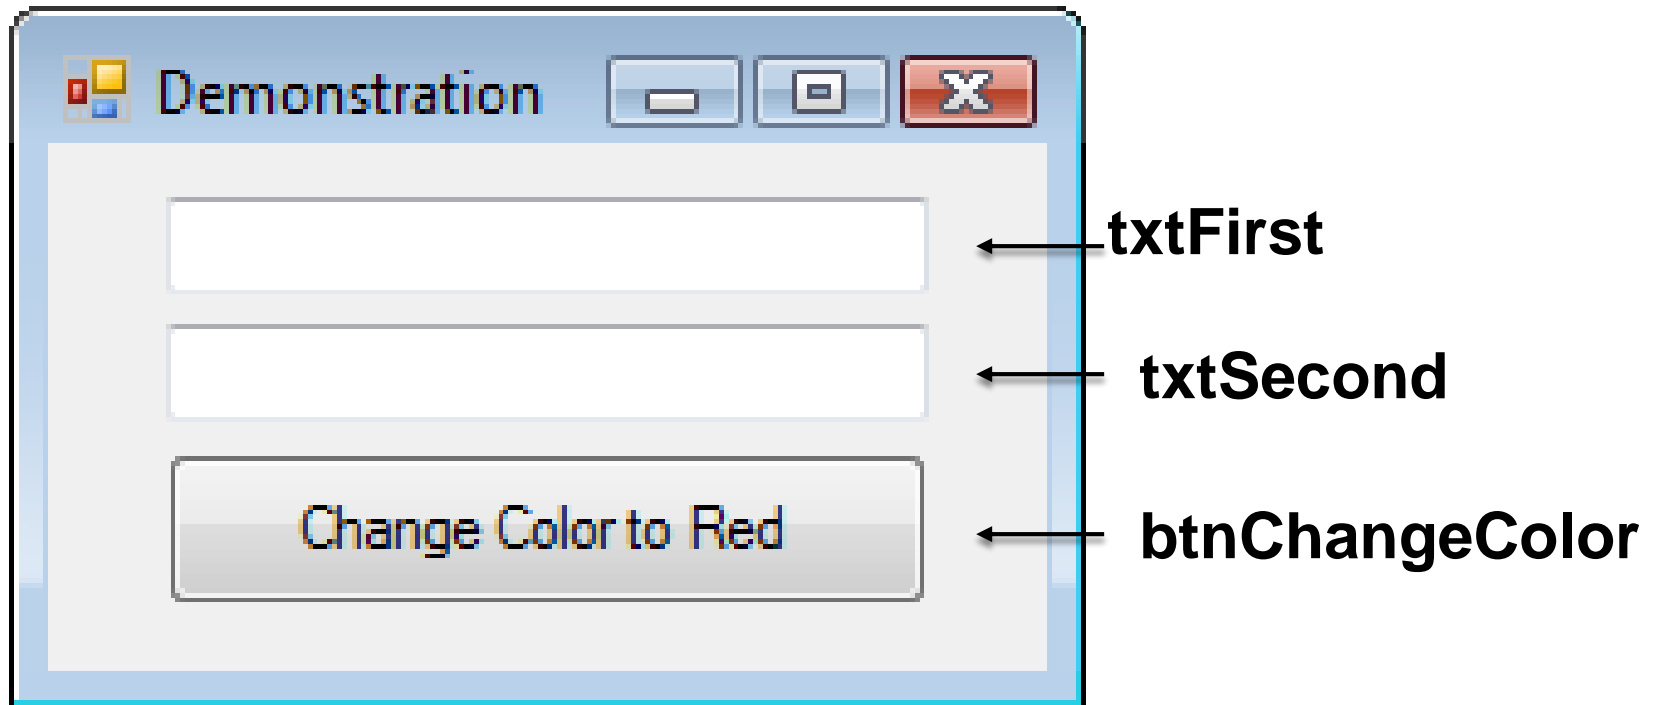 Demonstration
txtFirst
txtSecond
Change Color to Red
btnChangeColor